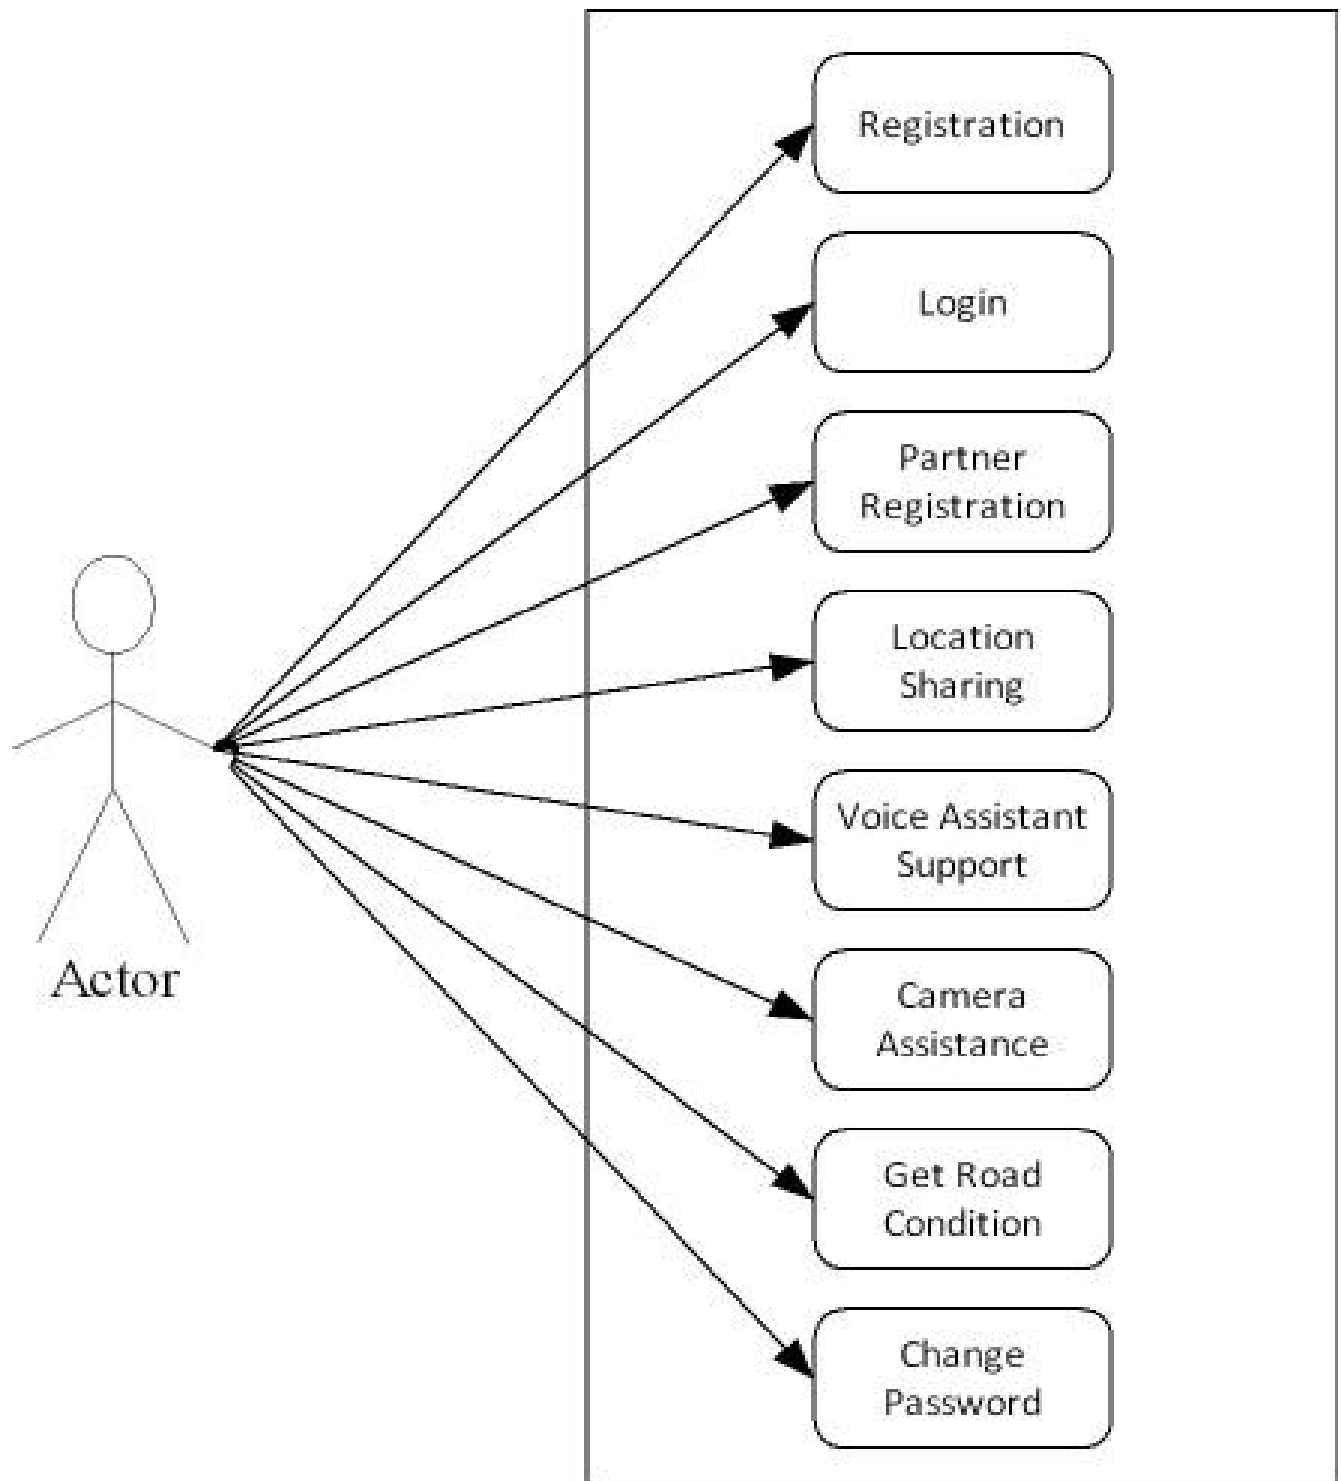 Registration
Login
Partner
Registration
Location
Sharing
Voice Assistant
Support
Actor
Camera
Assistance
Get Road
Condition
Change
Password